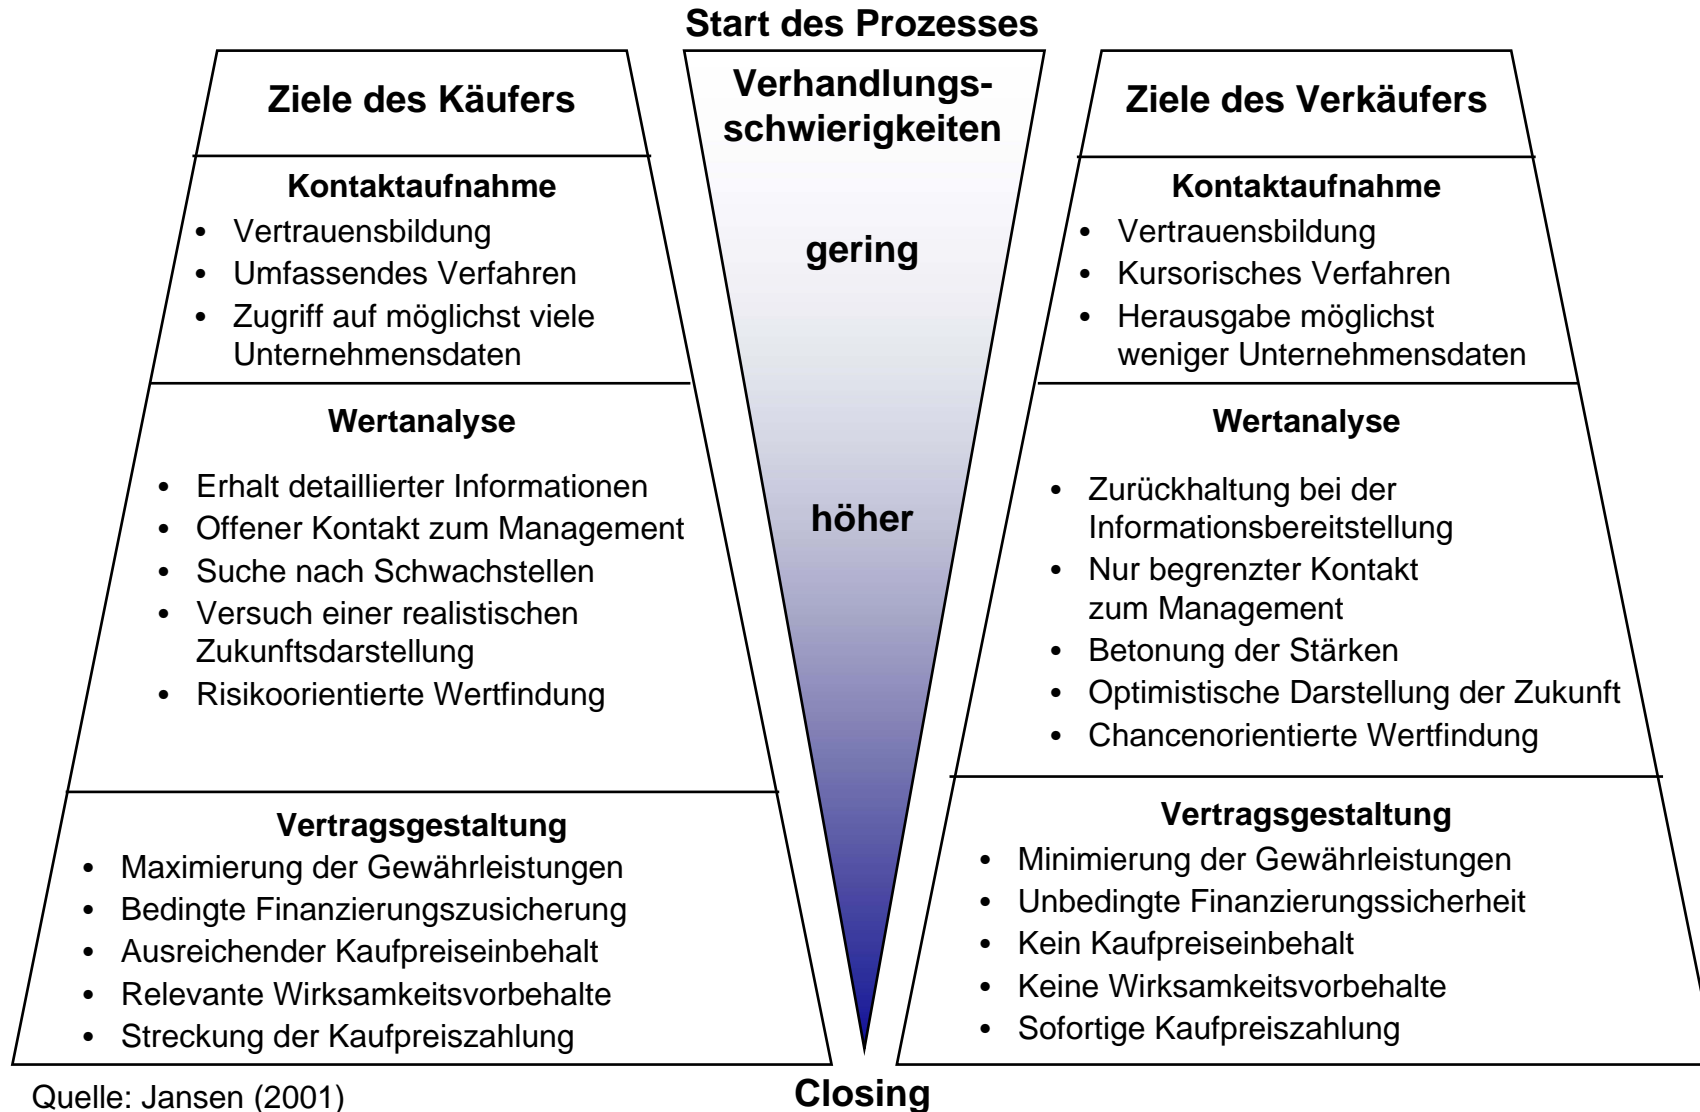 Start des Prozesses
Ziele des Käufers
Kontaktaufnahme
• Vertrauensbildung
• Umfassendes Verfahren
• Zugriff auf möglichst viele
Unternehmensdaten
Wertanalyse
• Erhalt detaillierter Informationen
• Offener Kontakt zum Management
• Suche nach Schwachstellen
• Versuch einer realistischen
Zukunftsdarstellung
• Risikoorientierte Wertfindung
Vertragsgestaltung
• Maximierung der Gewährleistungen
• Bedingte Finanzierungszusicherung
• Ausreichender Kaufpreiseinbehalt
• Relevante Wirksamkeitsvorbehalte
• Streckung der Kaufpreiszahlung
Verhandlungs-
schwierigkeiten
gering
höher
Ziele des Verkäufers
Kontaktaufnahme
• Vertrauensbildung
• Kursorisches Verfahren
• Herausgabe möglichst
weniger Unternehmensdaten
Wertanalyse
• Zurückhaltung bei der
Informationsbereitstellung
• Nur begrenzter Kontakt
zum Management
• Betonung der Stärken
• Optimistische Darstellung der Zukunft
• Chancenorientierte Wertfindung
Vertragsgestaltung
• Minimierung der Gewährleistungen
• Unbedingte Finanzierungssicherheit
• Kein Kaufpreiseinbehalt
• Keine Wirksamkeitsvorbehalte
• Sofortige Kaufpreiszahlung
Closing
Quelle: Jansen (2001)